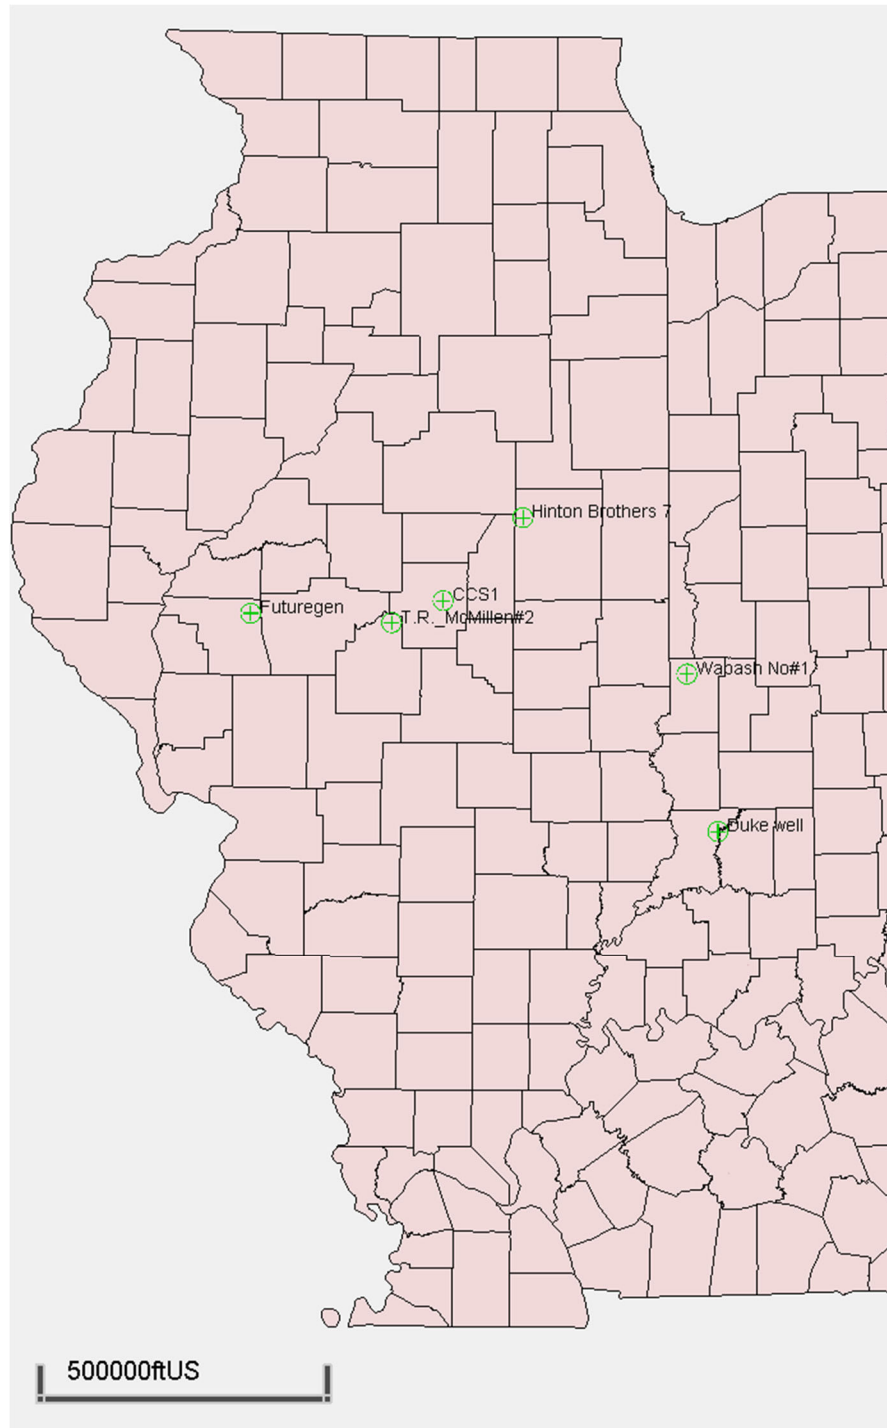 Hinton Brothers 7
CCS1
Futuregen
T.R._McMillen#2
Wabash No#1
Duke well
500000ftUS